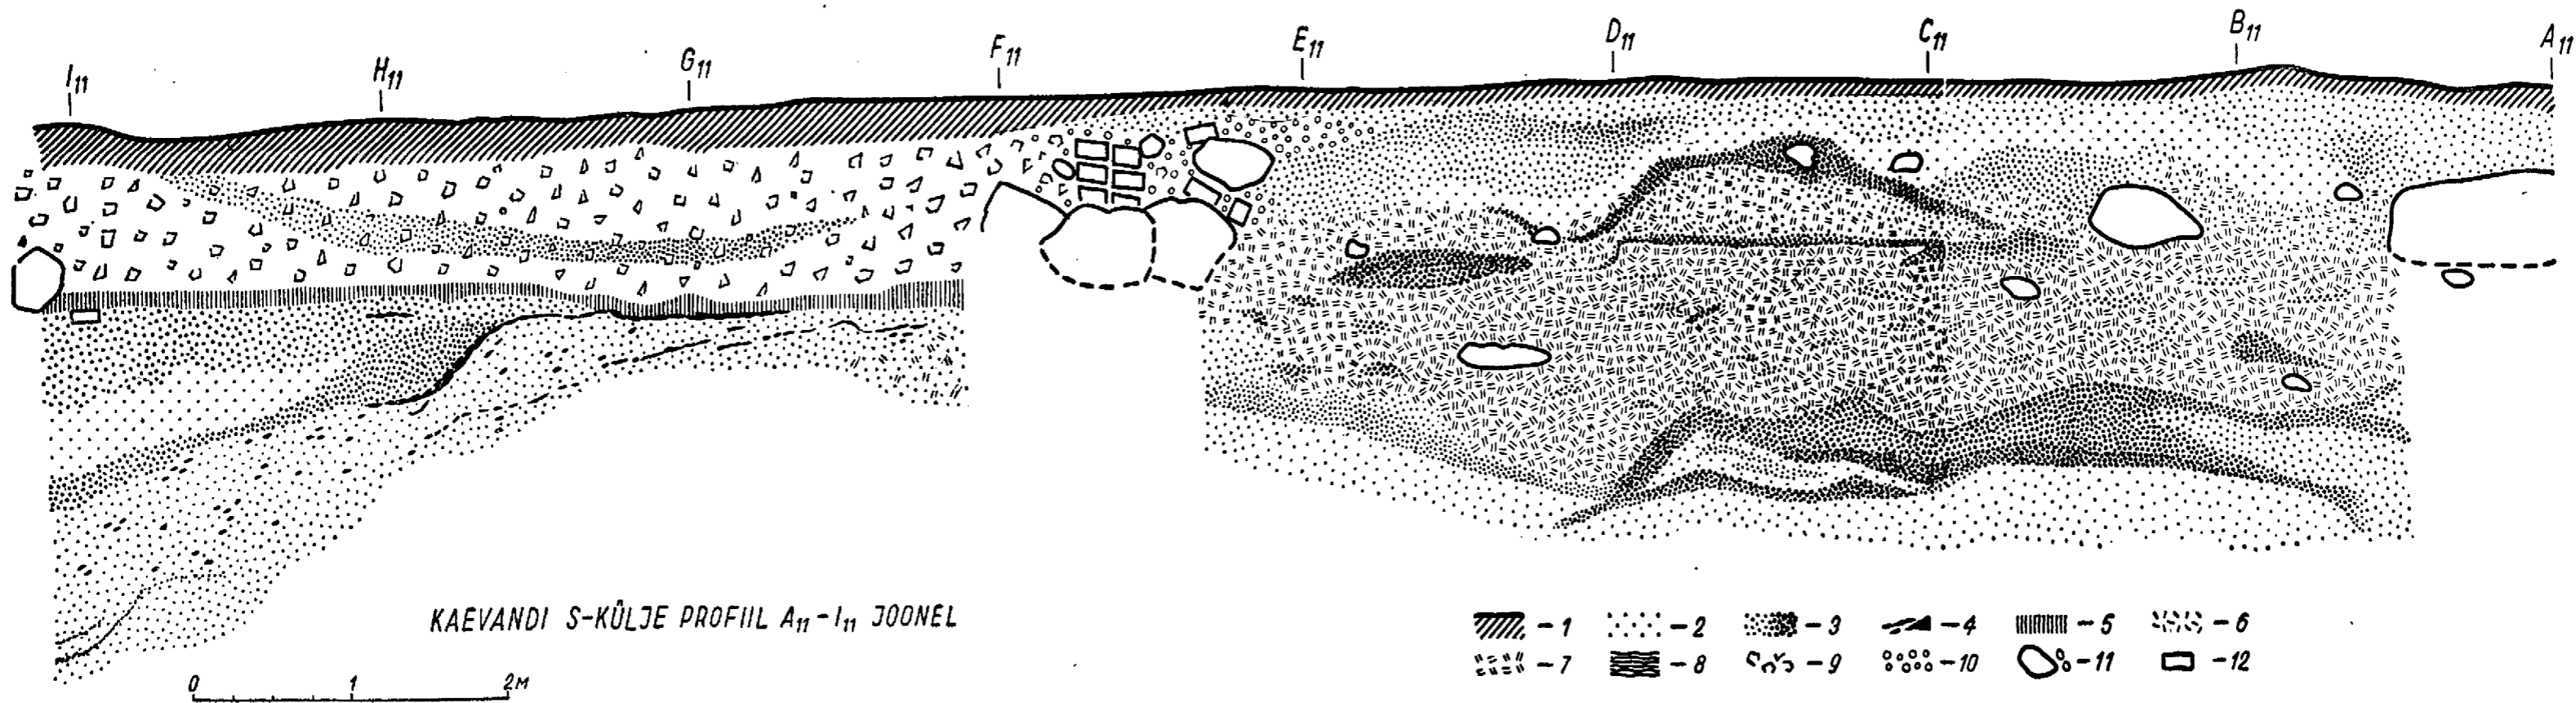 I₁₁ H₁₁ G₁₁ F₁₁ E₁₁ D₁₁ C₁₁ B₁₁ A₁₁
KAEVANDI S-KÜLJE PROFIIL A₁₁-I₁₁ JOONEL
0 1 2M
-1 -2 -3 -4 -5 -6
-7 -8 -9 -10 -11 -12